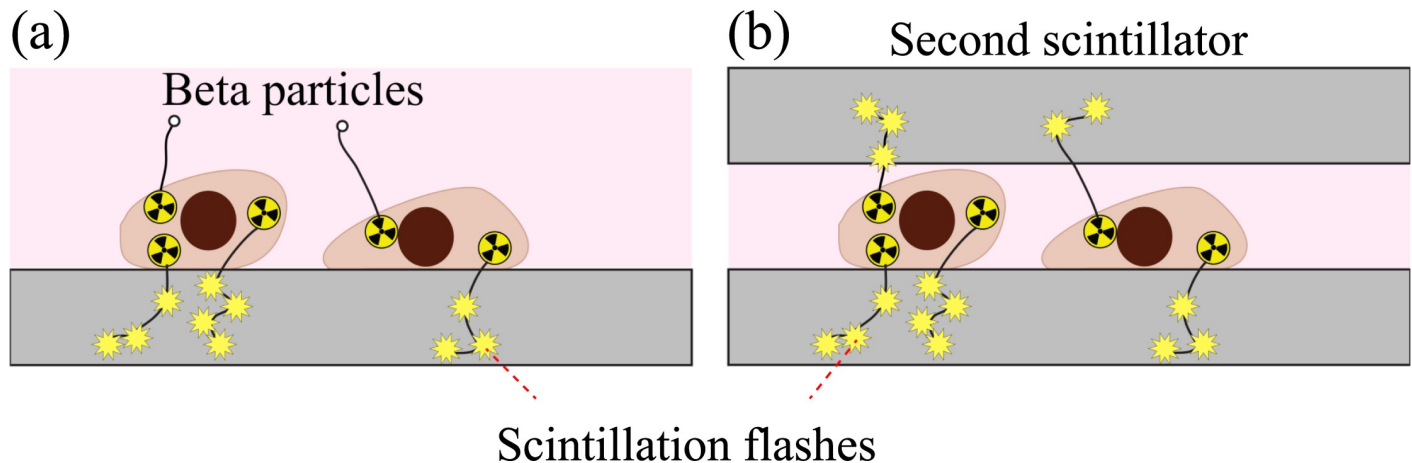 (a)
Beta particles
(b)
Second scintillator
Scintillation flashes